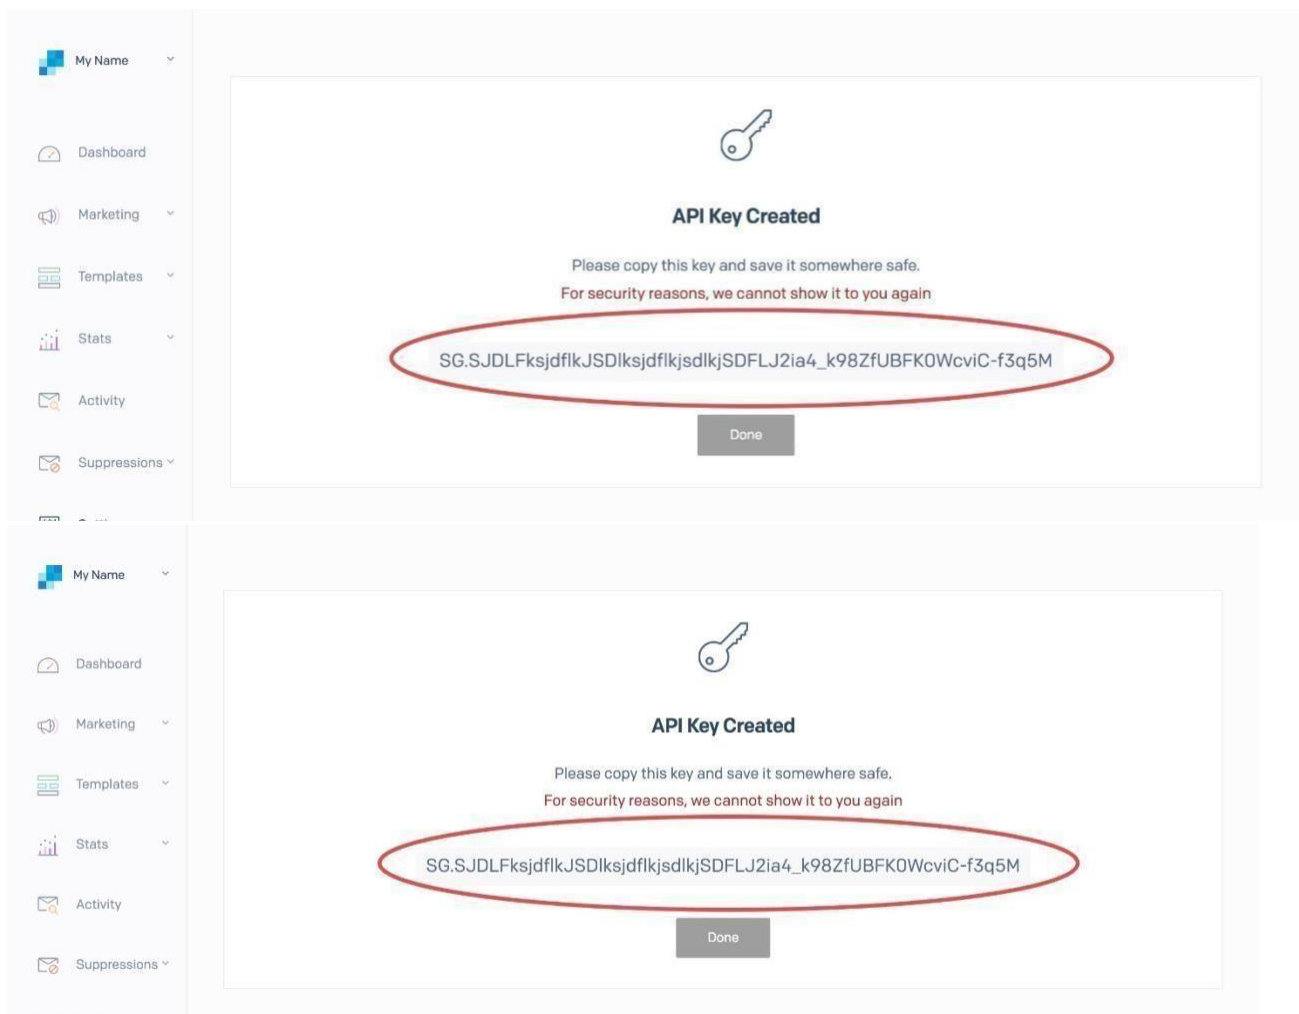 My Name
Dashboard
Marketing
Templates
Stats
Activity
Suppressions
API Key Created
Please copy this key and save it somewhere safe.
For security reasons, we cannot show it to you again
SG.SJDLFksjdflkJSDlksjdflkjsdlkjSDFLJ2ia4_k98ZfUBFK0WcviC-f3q5M
Done
My Name
Dashboard
Marketing
Templates
Stats
Activity
Suppressions
API Key Created
Please copy this key and save it somewhere safe.
For security reasons, we cannot show it to you again
SG.SJDLFksjdflkJSDlksjdflkjsdlkjSDFLJ2ia4_k98ZfUBFK0WcviC-f3q5M
Done